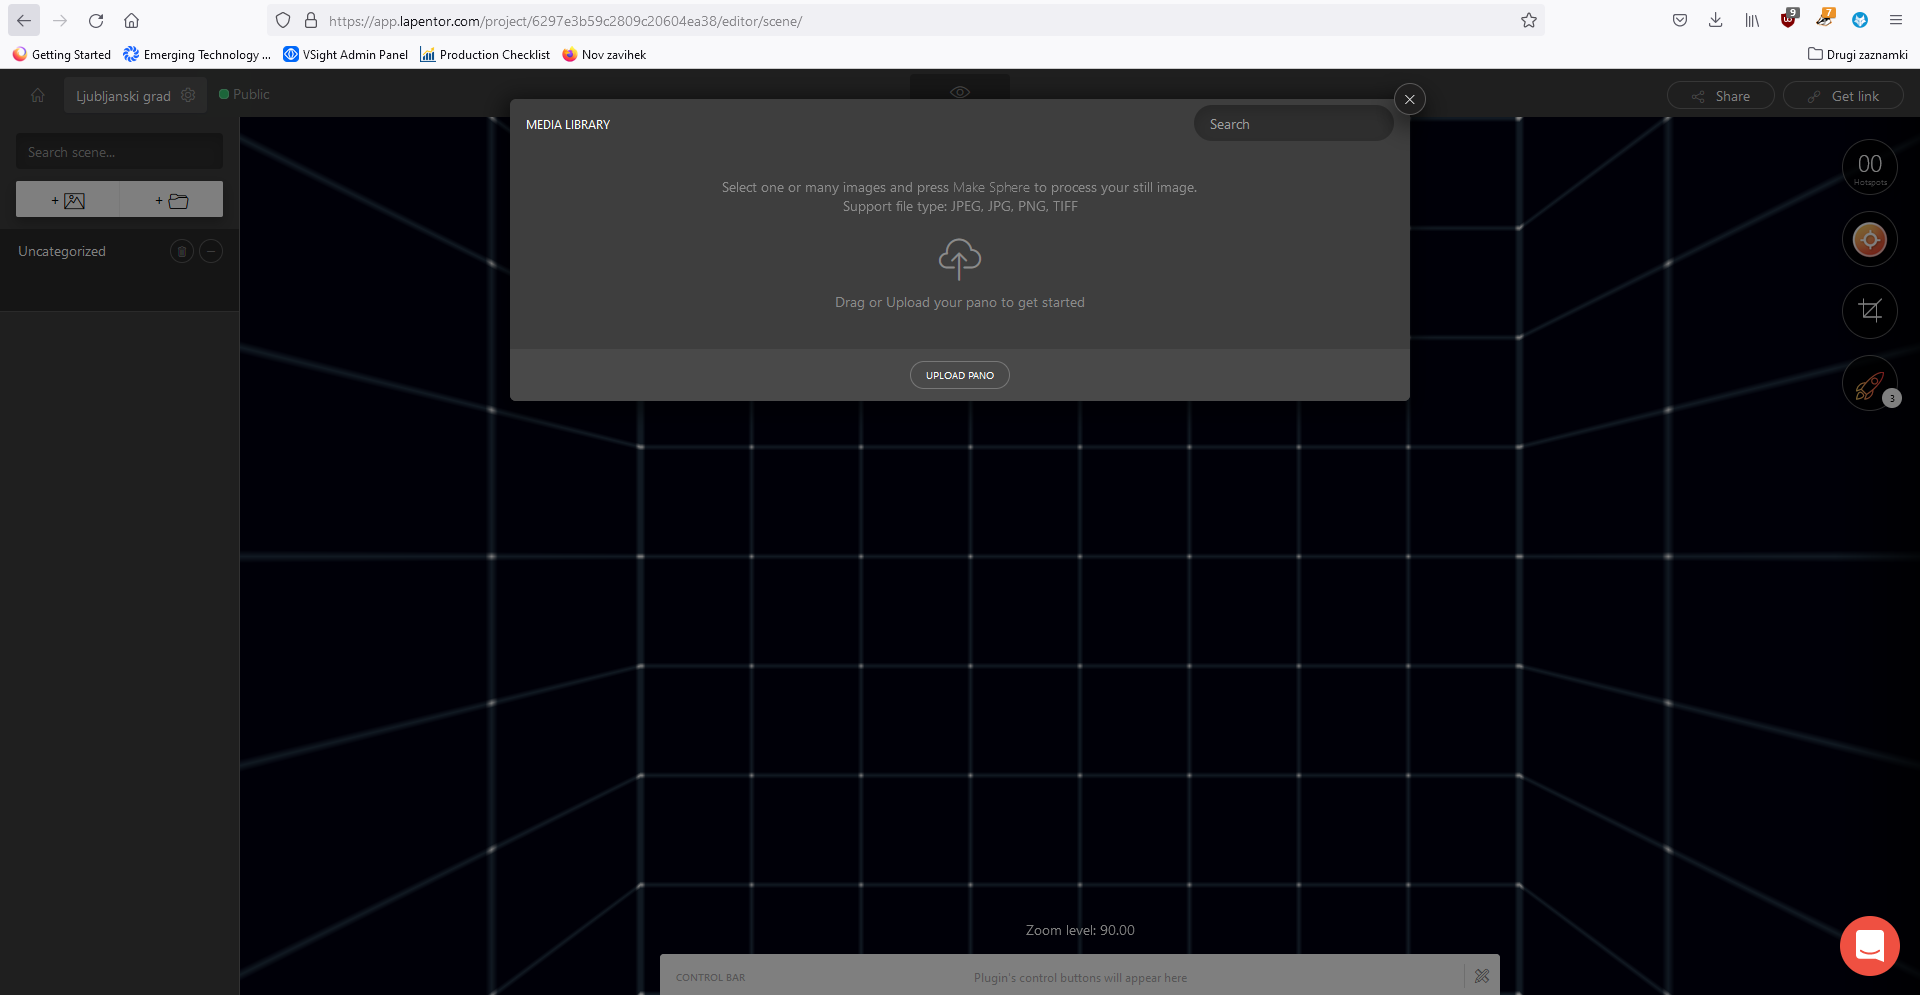 https://app.lapentor.com/project/6297e3b59c2809c20604ea38/editor/scene/
9
7
Getting Started
Emerging Technology ...
VSight Admin Panel
Production Checklist
Nov zavihek
Drugi zaznamki
Ljubljanski grad
Public
Share
Get link
MEDIA LIBRARY
Search
Search scene...
+
+
Uncategorized
Select one or many images and press Make Sphere to process your still image.
Support file type: JPEG, JPG, PNG, TIFF
Drag or Upload your pano to get started
UPLOAD PANO
00
Hotspots
3
Zoom level: 90.00
CONTROL BAR
Plugin's control buttons will appear here